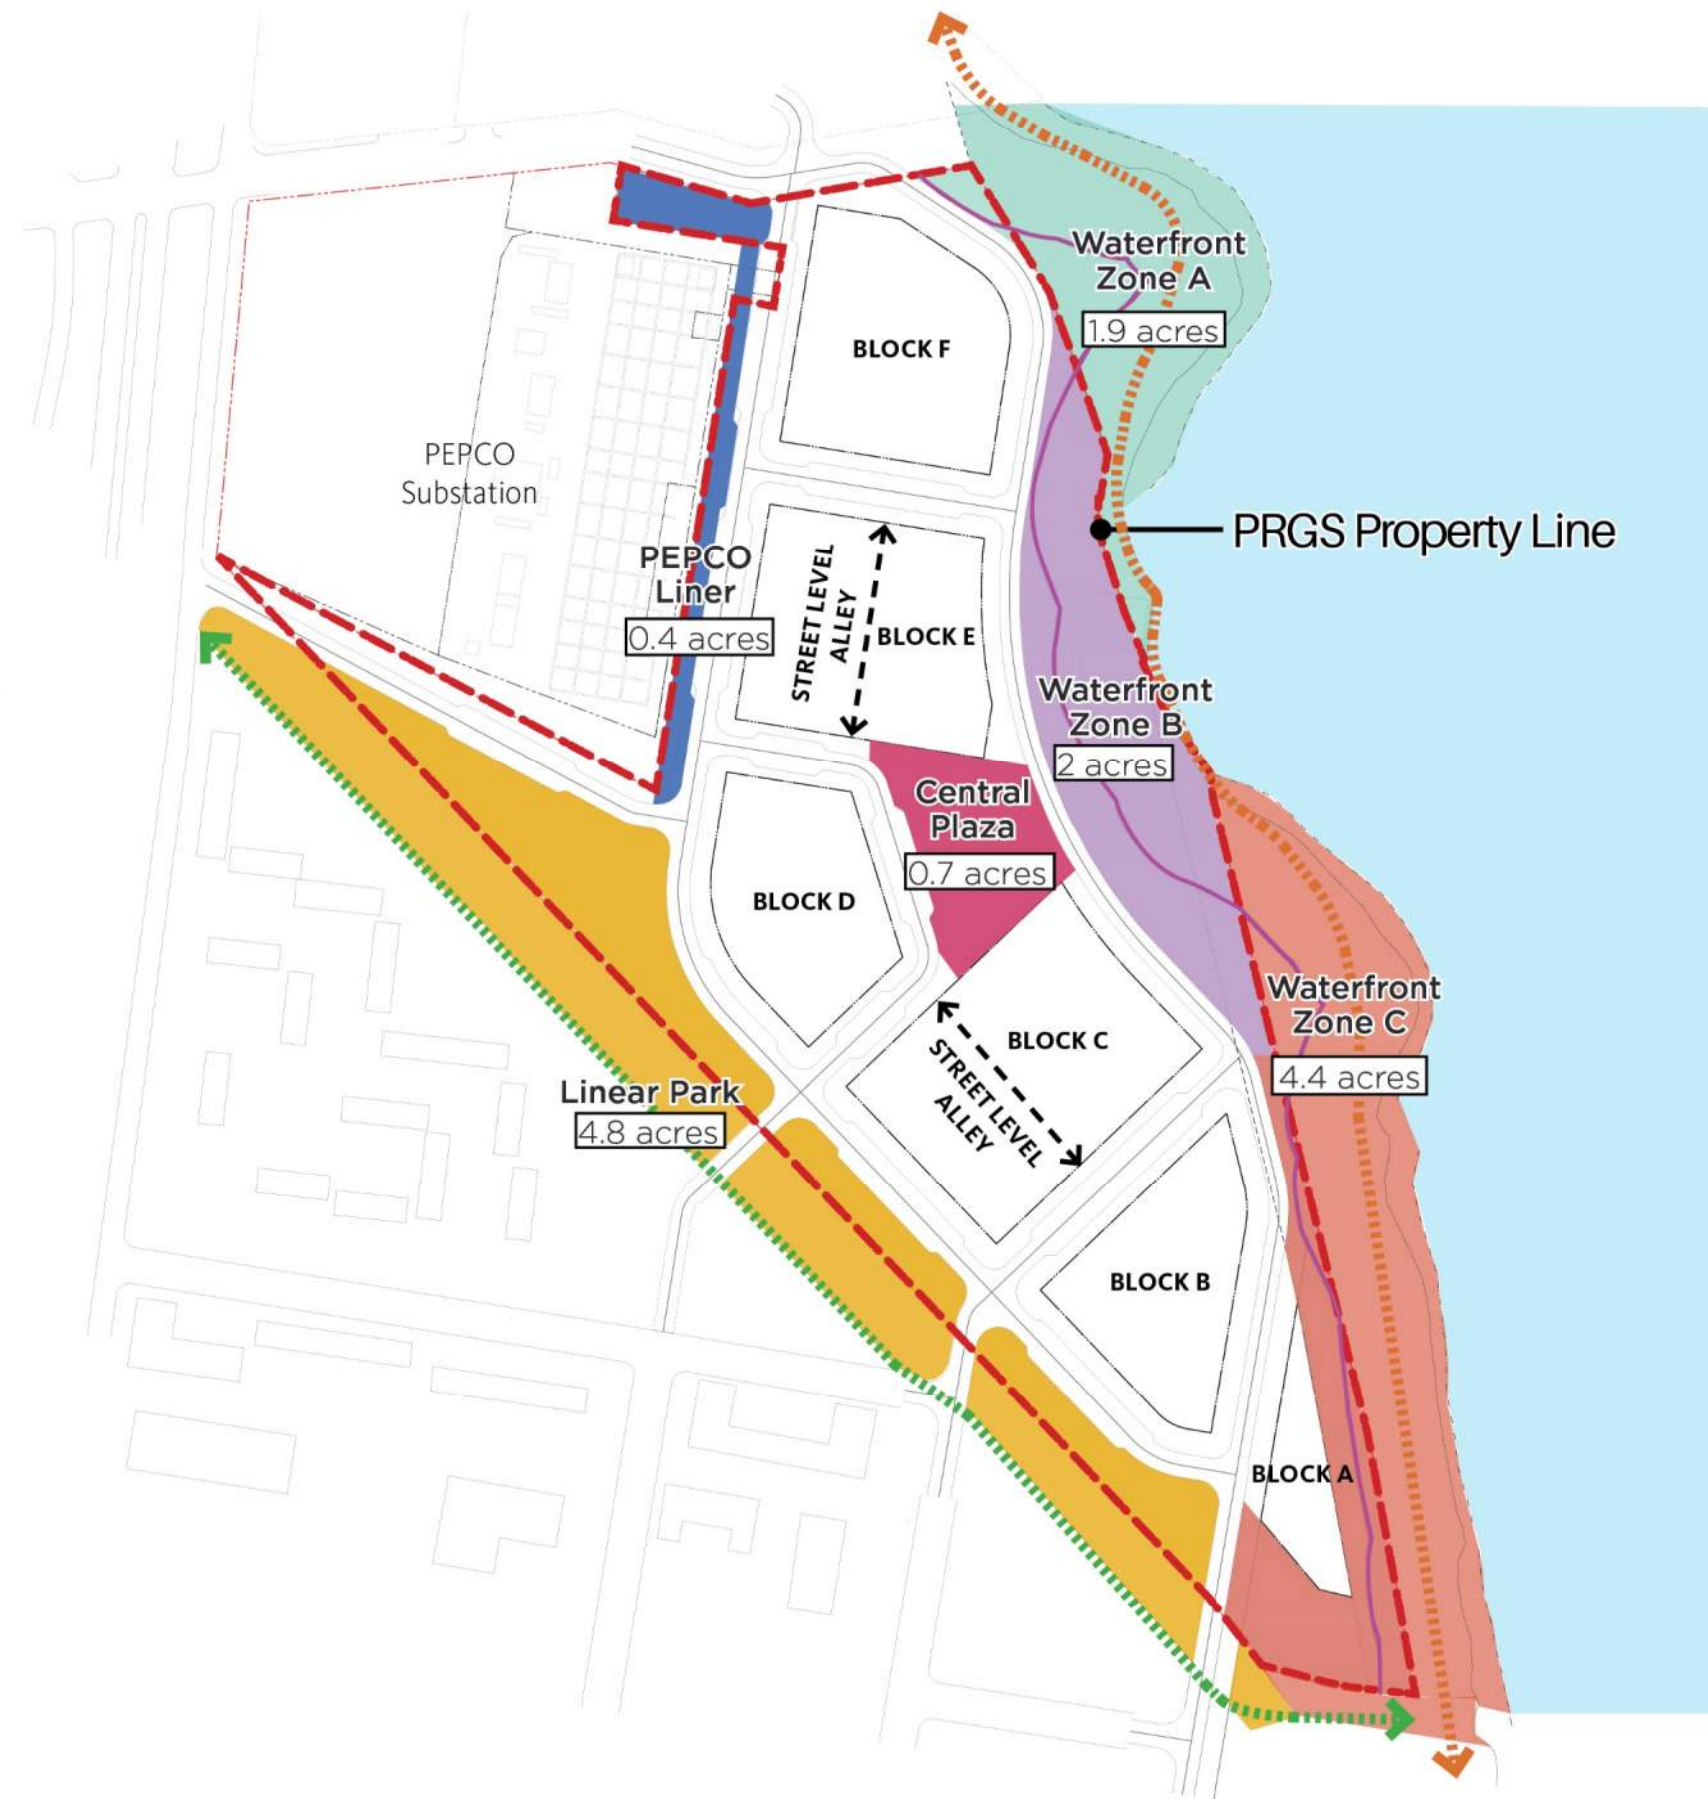 Waterfront
Zone A
1.9 acres
BLOCK F
PEPCO
Substation
PRGS Property Line
PEPCO
Liner
0.4 acres
STREET LEVEL
ALLEY
BLOCK E
Waterfront
Zone B
2 acres
Central
Plaza
0.7 acres
BLOCK D
Waterfront
Zone C
4.4 acres
BLOCK C
STREET LEVEL
ALLEY
Linear Park
4.8 acres
BLOCK B
BLOCK A